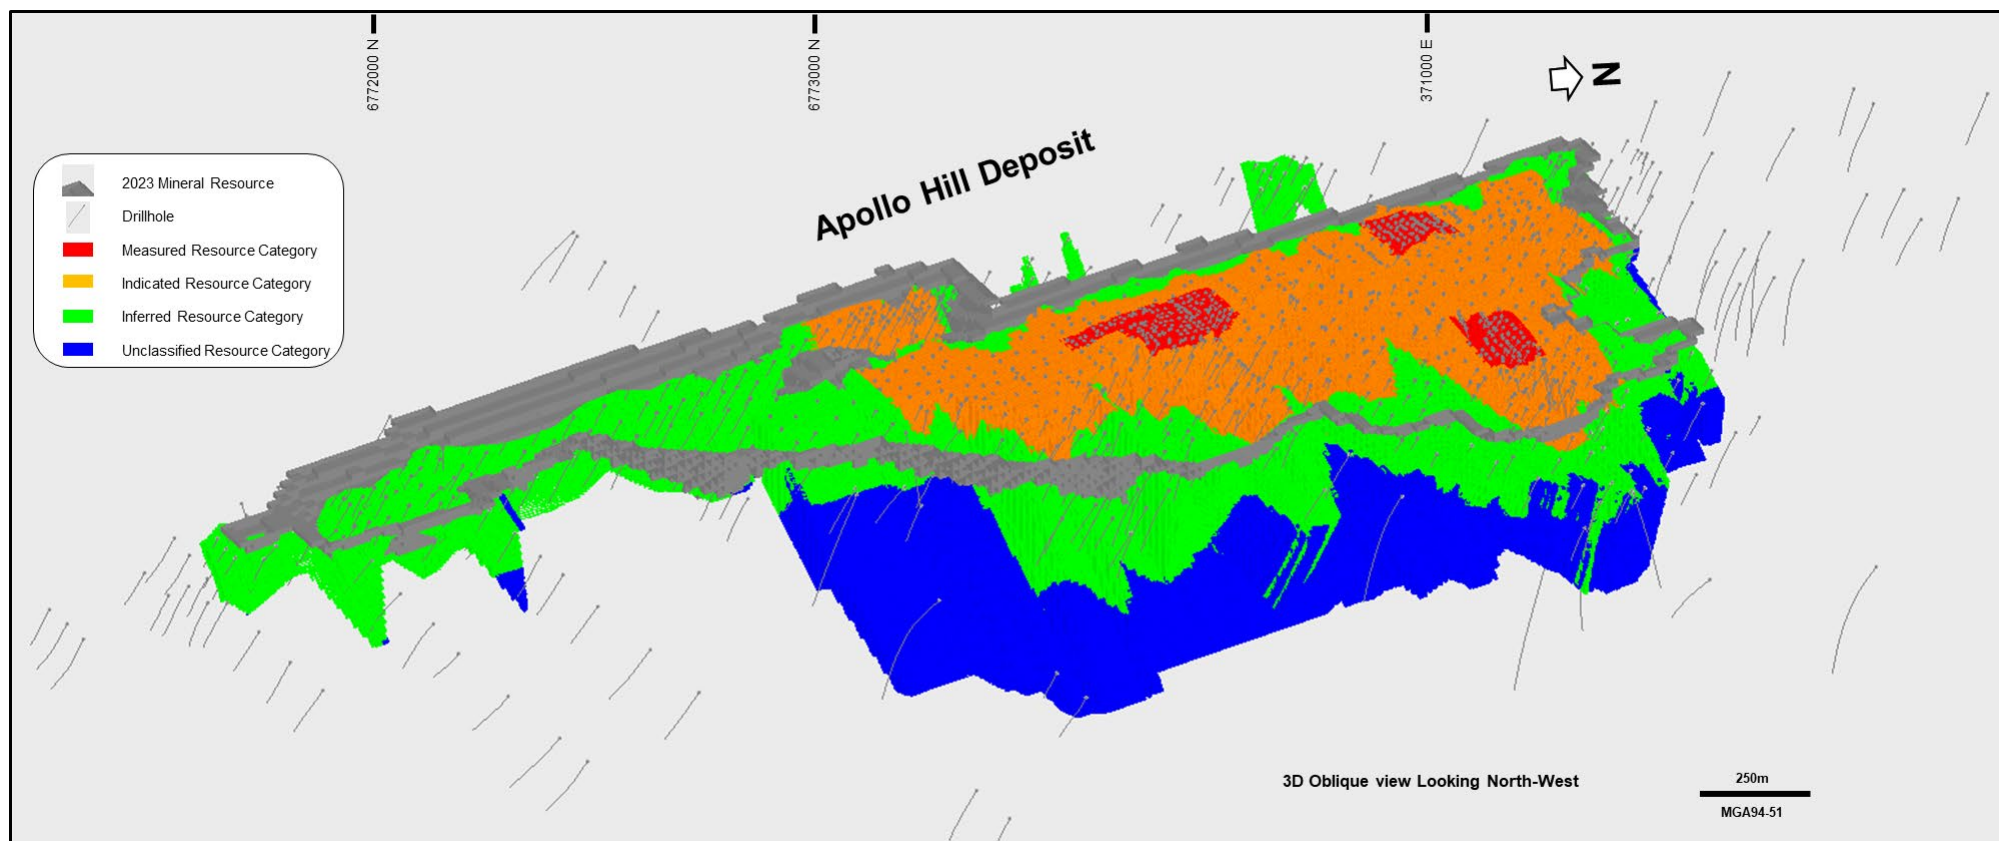 6772000 N
6773000 N
371000 E
N
Apollo Hill Deposit
2023 Mineral Resource
Drillhole
Measured Resource Category
Indicated Resource Category
Inferred Resource Category
Unclassified Resource Category
3D Oblique view Looking North-West
250m
MGA94-51